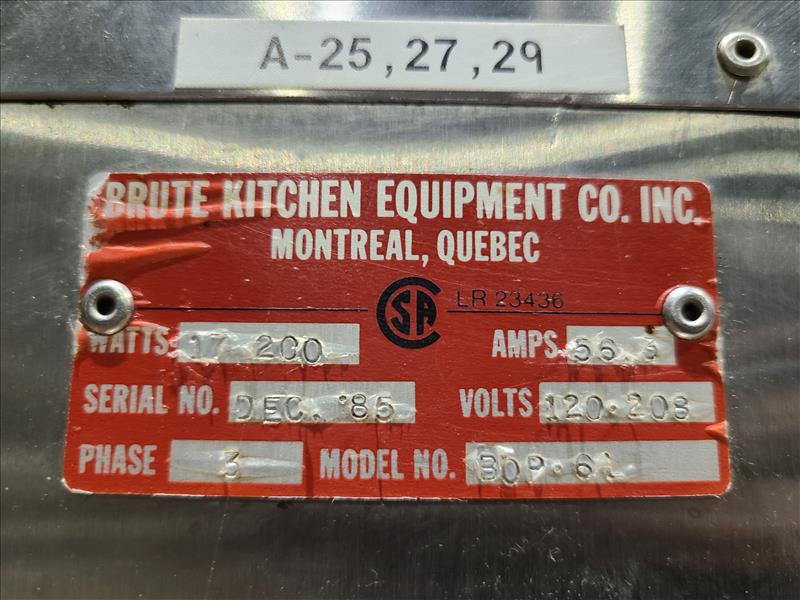 A-25,27,29
BRUTE KITCHEN EQUIPMENT CO. INC.
MONTREAL, QUEBEC
CSA LR 23436
WATTS 17 200 AMPS 56.3
SERIAL NO. DEC. '85 VOLTS 120·208
PHASE 3 MODEL NO.